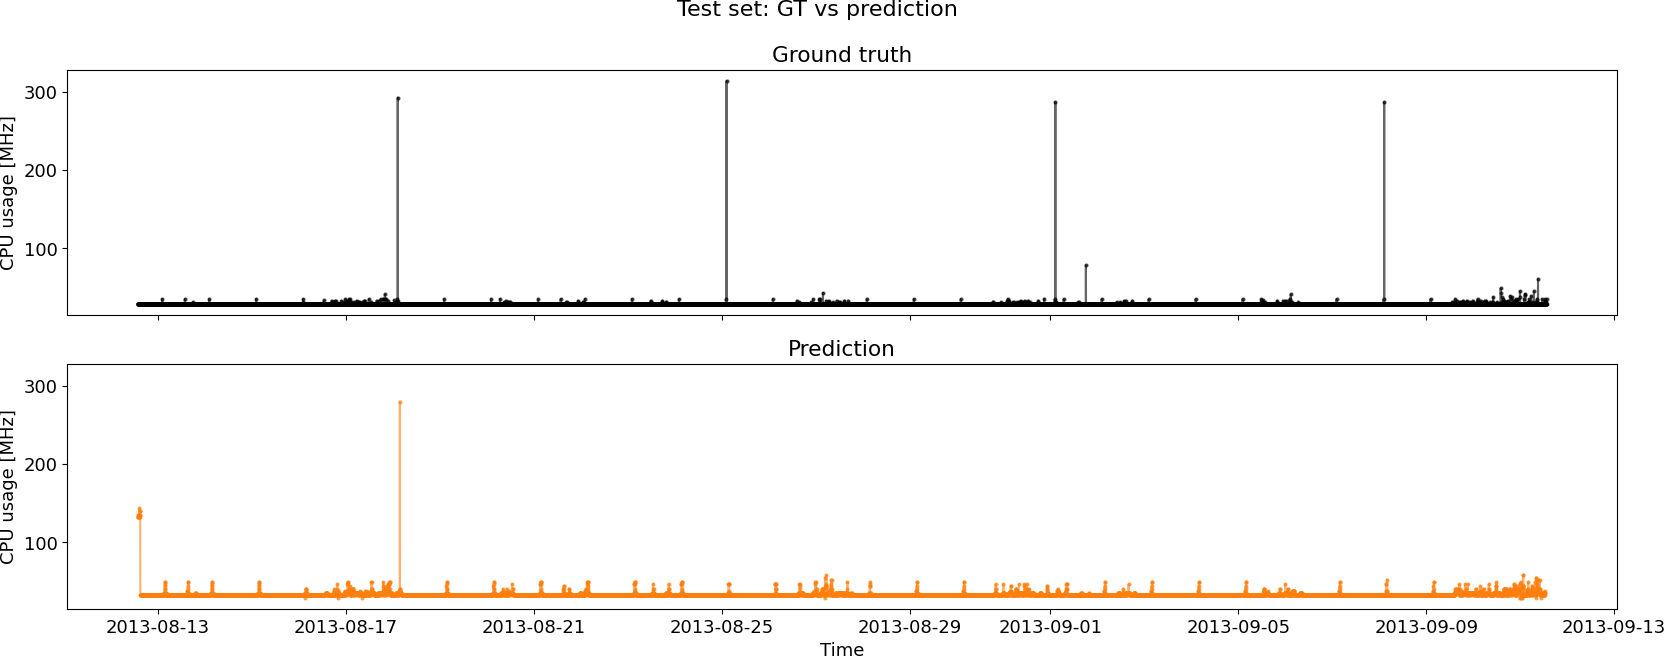 Test set: GT vs prediction
Ground truth
CPU usage [MHz]
300
200
100
Prediction
CPU usage [MHz]
300
200
100
2013-08-13 2013-08-17 2013-08-21 2013-08-25 2013-08-29 2013-09-01 2013-09-05 2013-09-09 2013-09-13
Time